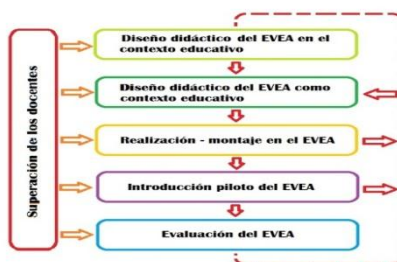 Superación de los docentes
Diseño didáctico del EVEA en el
contexto educativo
Diseño didáctico del EVEA como
contexto educativo
Realización - montaje en el EVEA
Introducción piloto del EVEA
Evaluación del EVEA